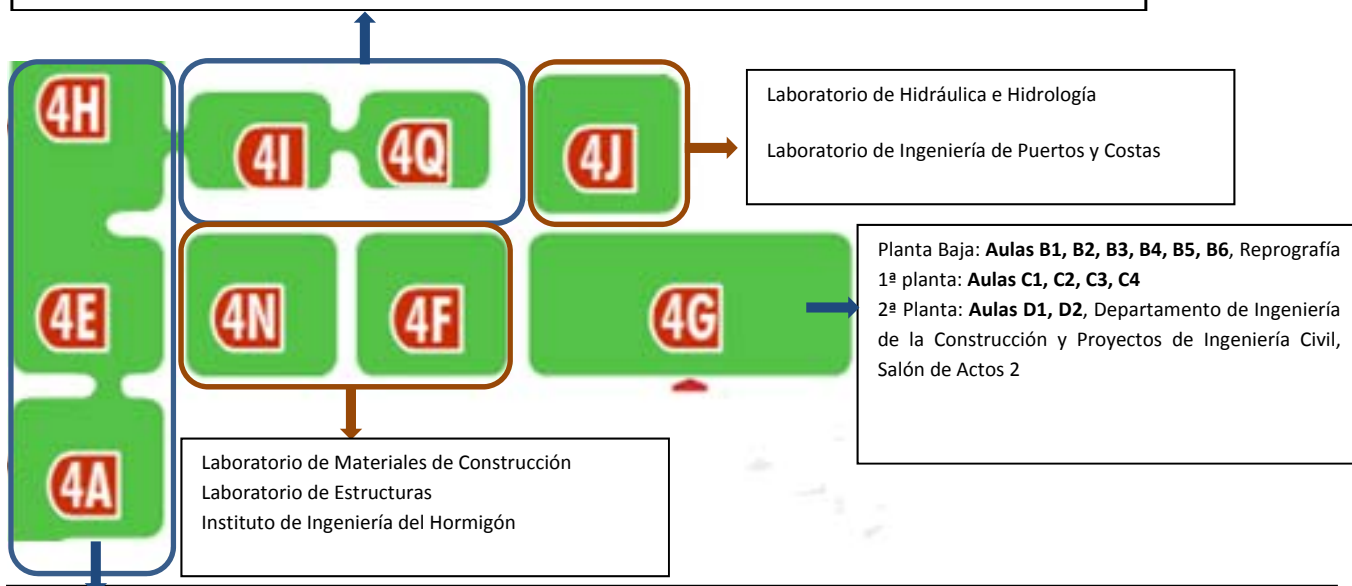 4H
4I
4Q
4J
Laboratorio de Hidráulica e Hidrología
Laboratorio de Ingeniería de Puertos y Costas
4E
4N
4F
4G
Planta Baja: Aulas B1, B2, B3, B4, B5, B6, Reprografía
1ª planta: Aulas C1, C2, C3, C4
2ª Planta: Aulas D1, D2, Departamento de Ingeniería
de la Construcción y Proyectos de Ingeniería Civil,
Salón de Actos 2
4A
Laboratorio de Materiales de Construcción
Laboratorio de Estructuras
Instituto de Ingeniería del Hormigón